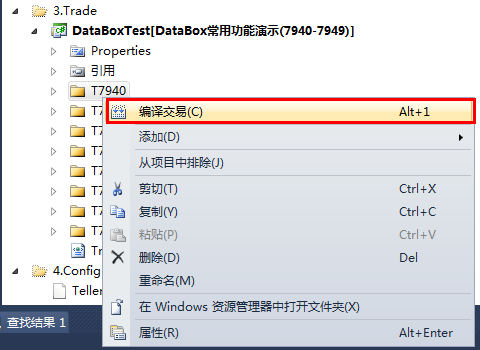 3.Trade
DataBoxTest[DataBox常用功能演示(7940-7949)]
Properties
引用
T7940
编译交易(C) Alt+1
添加(D)
从项目中排除(J)
剪切(T) Ctrl+X
复制(Y) Ctrl+C
粘贴(P) Ctrl+V
删除(D) Del
重命名(M)
在 Windows 资源管理器中打开文件夹(X)
属性(R) Alt+Enter
T7
T7
T7
T7
T7
T7
T7
Tr
4.Config
Teller
查找结果 1